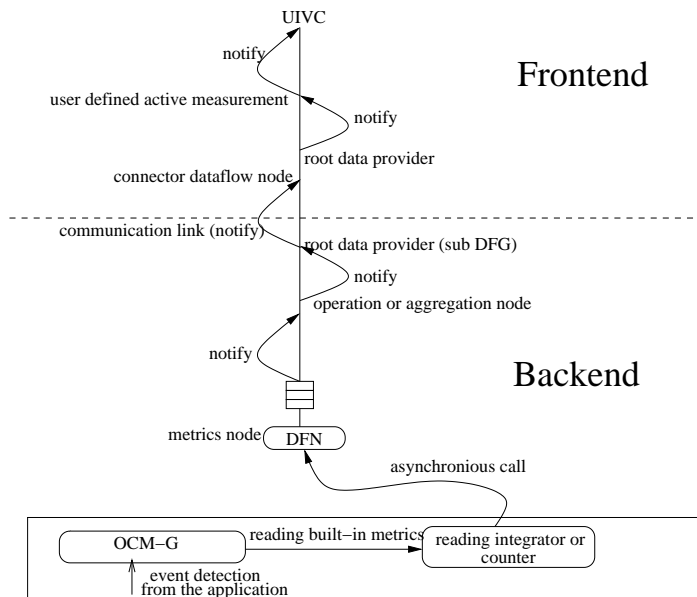 UIVC
notify
Frontend
user defined active measurement
notify
root data provider
connector dataflow node
communication link (notify)
root data provider (sub DFG)
notify
operation or aggregation node
notify
Backend
metrics node
DFN
asynchronious call
OCM−G
reading built−in metrics
reading integrator or
counter
event detection
from the application